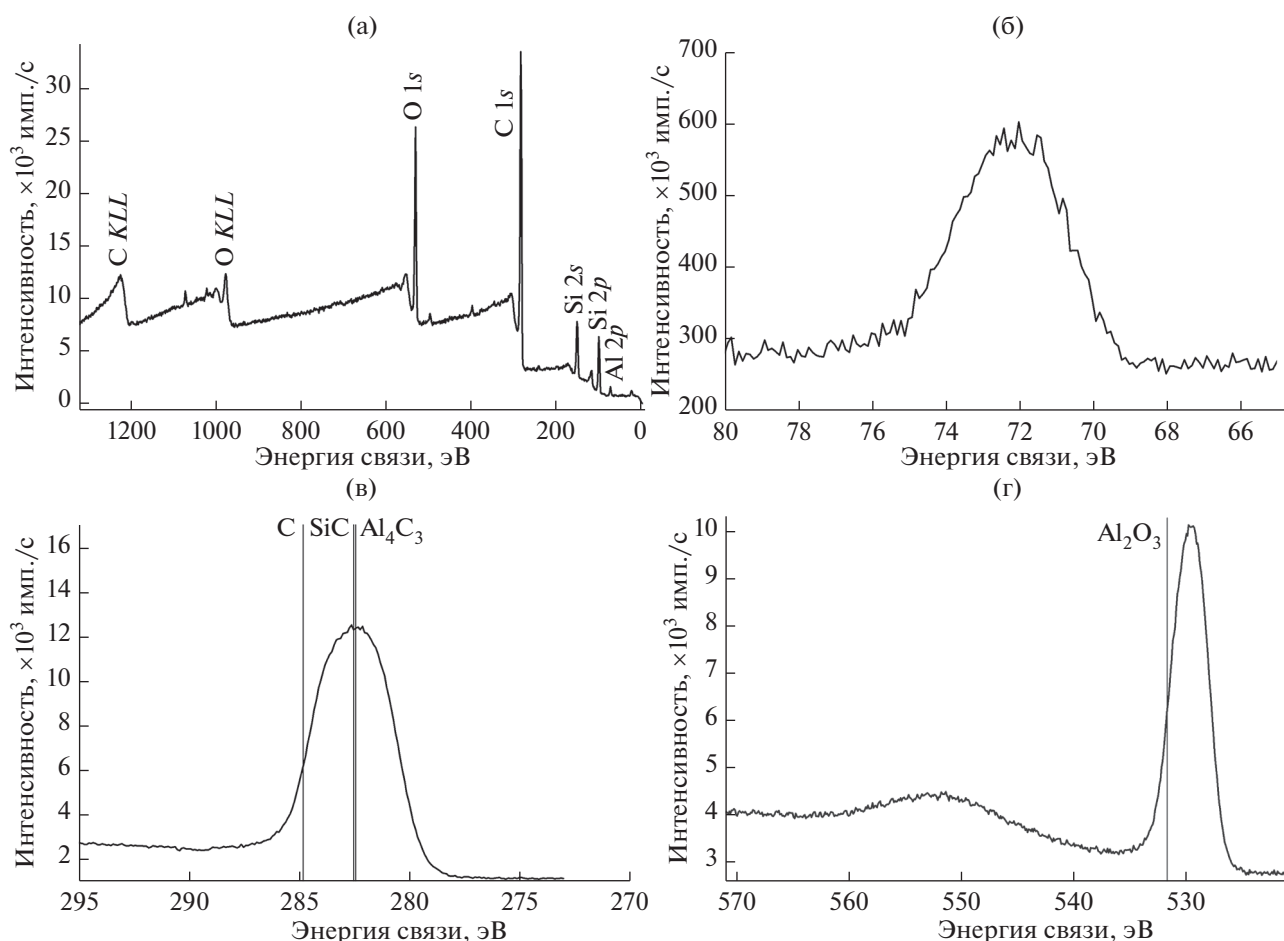 (а)
Интенсивность, ×10³ имп./с
30
25
20
15
10
5
0
C KLL
O KLL
O 1s
C 1s
Si 2s
Si 2p
Al 2p
1200 1000 800 600 400 200 0
Энергия связи, эВ
(б)
Интенсивность, ×10³ имп./с
700
600
500
400
300
200
80 78 76 74 72 70 68 66
Энергия связи, эВ
(в)
Интенсивность, ×10³ имп./с
16
14
12
10
8
6
4
2
C SiC Al₄C₃
295 290 285 280 275 270
Энергия связи, эВ
(г)
Интенсивность, ×10³ имп./с
10
9
8
7
6
5
4
3
Al₂O₃
570 560 550 540 530
Энергия связи, эВ